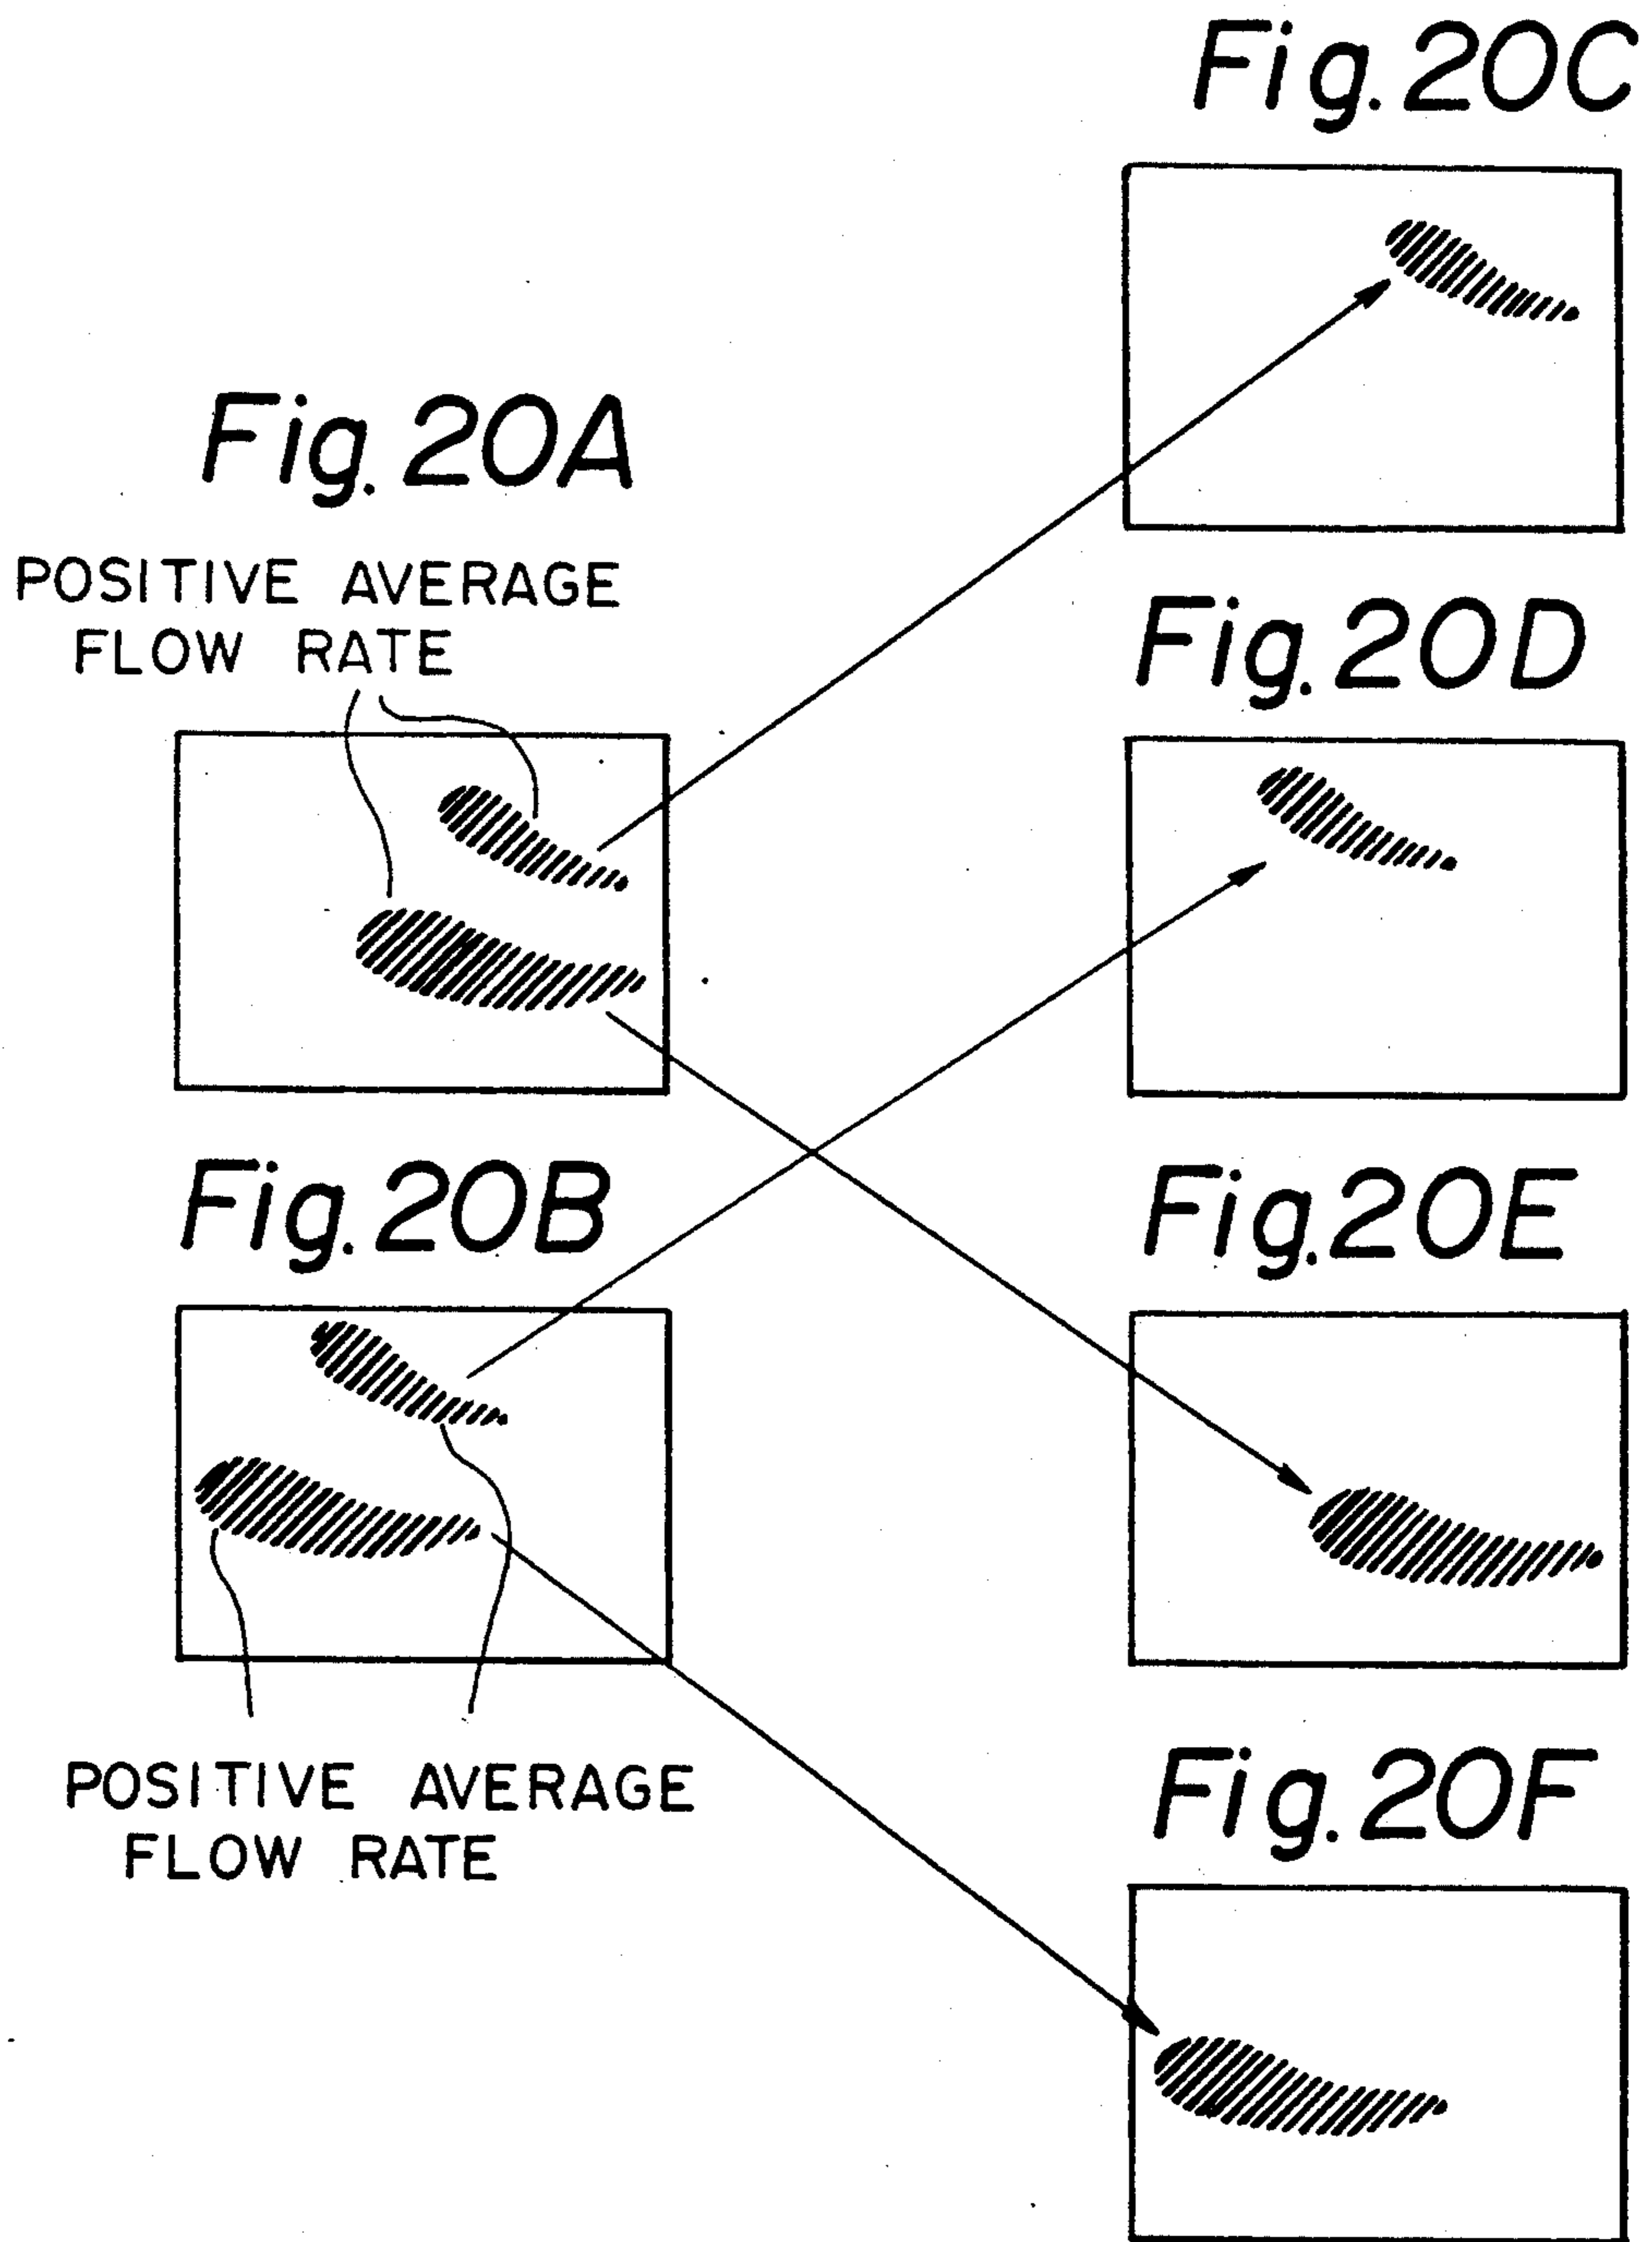 Fig. 20C
Fig. 20A
POSITIVE AVERAGE
FLOW RATE
Fig. 20D
Fig. 20B
Fig. 20E
POSITIVE AVERAGE
FLOW RATE
Fig. 20F